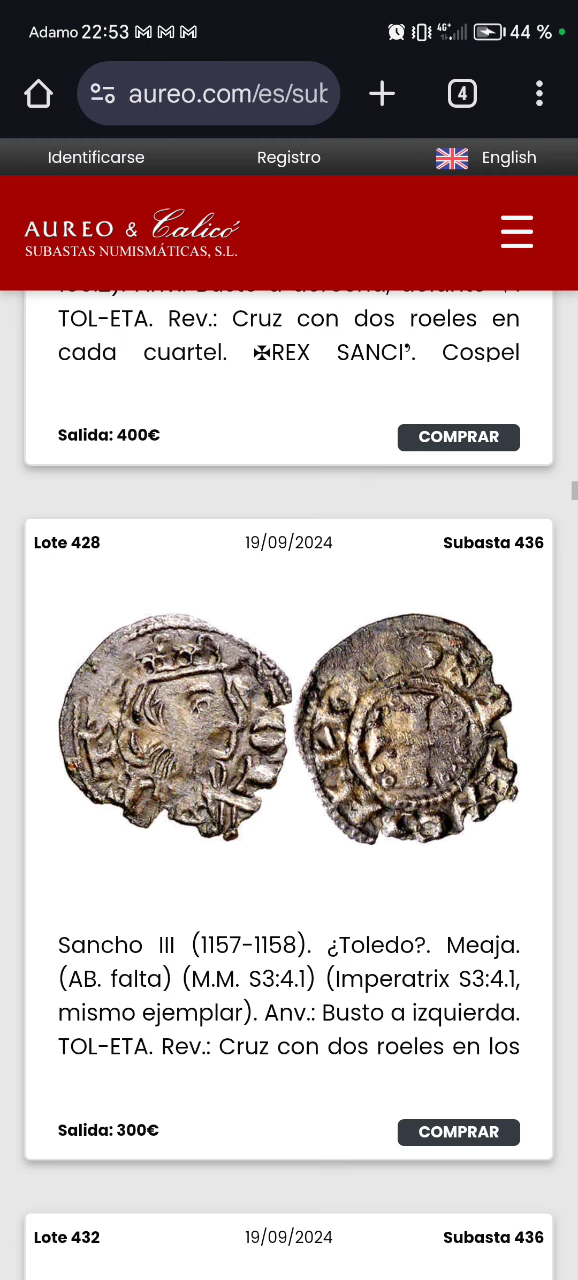 Adamo 22:53
4G+
44 %
aureo.com/es/sub
4
Identificarse
Registro
English
AUREO & Calicó
SUBASTAS NUMISMÁTICAS, S.L.
TOL-ETA. Rev.: Cruz con dos roeles en
cada cuartel. ✠REX SANCI’. Cospel
Salida: 400€
COMPRAR
Lote 428
19/09/2024
Subasta 436
Sancho III (1157-1158). ¿Toledo?. Meaja.
(AB. falta) (M.M. S3:4.1) (Imperatrix S3:4.1,
mismo ejemplar). Anv.: Busto a izquierda.
TOL-ETA. Rev.: Cruz con dos roeles en los
Salida: 300€
COMPRAR
Lote 432
19/09/2024
Subasta 436